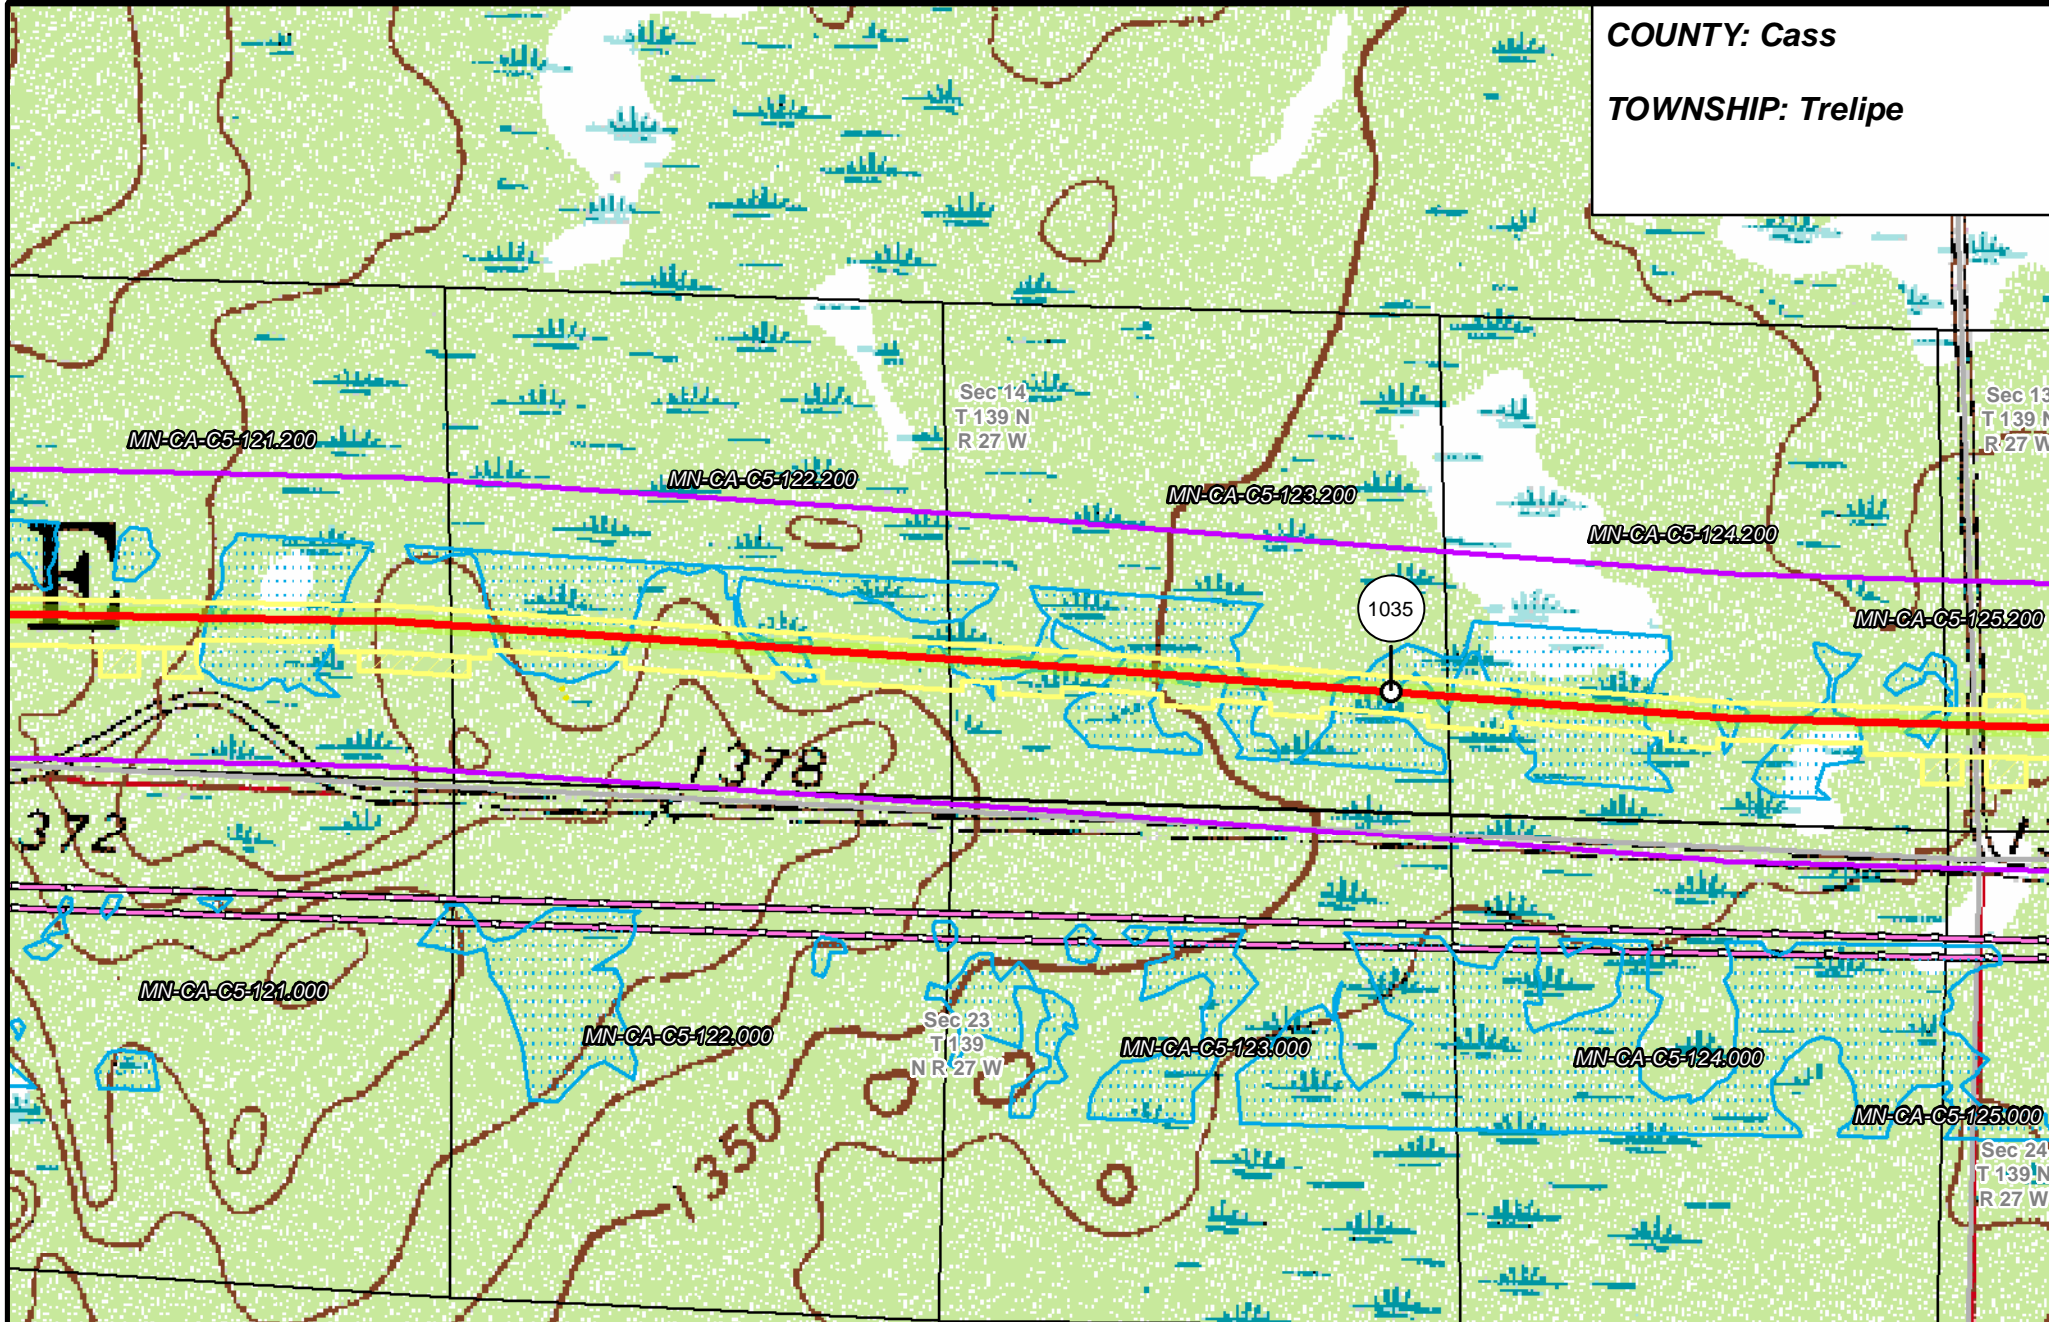 COUNTY: Cass
TOWNSHIP: Trelipe
Sec 14
T 139 N
R 27 W
Sec 13
T 139 N
R 27 W
MN-CA-C5-121.200
MN-CA-C5-122.200
MN-CA-C5-123.200
MN-CA-C5-124.200
E
1035
MN-CA-C5-125.200
1378
372
MN-CA-C5-121.000
Sec 23
T 139
N R 27 W
MN-CA-C5-122.000
MN-CA-C5-123.000
MN-CA-C5-124.000
MN-CA-C5-125.000
1350
Sec 24
T 139 N
R 27 W